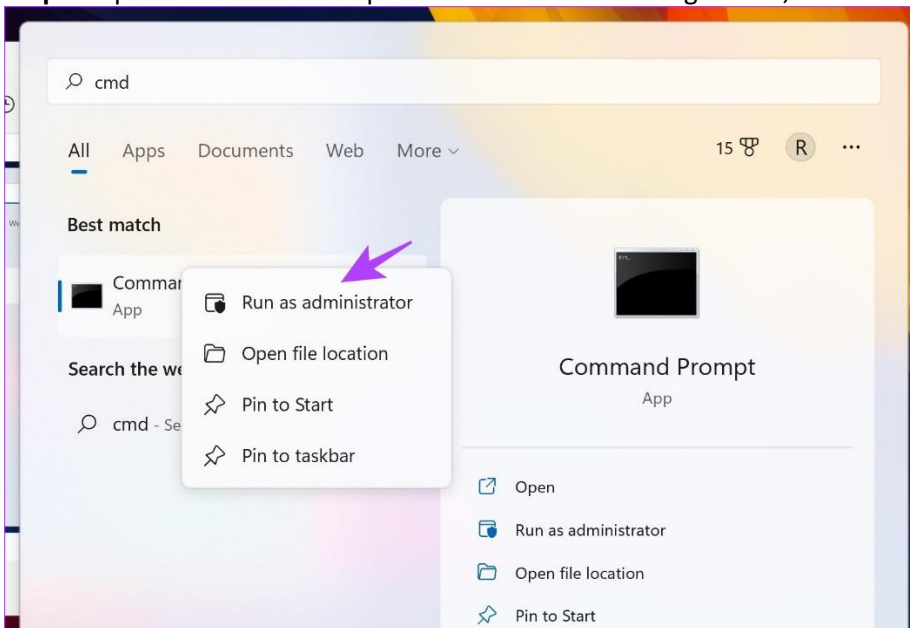 cmd
All Apps Documents Web More 15 R ...
Best match
Comman
App
Run as administrator
Open file location
Pin to Start
Pin to taskbar
Search the we
cmd - Se
Command Prompt
App
Open
Run as administrator
Open file location
Pin to Start